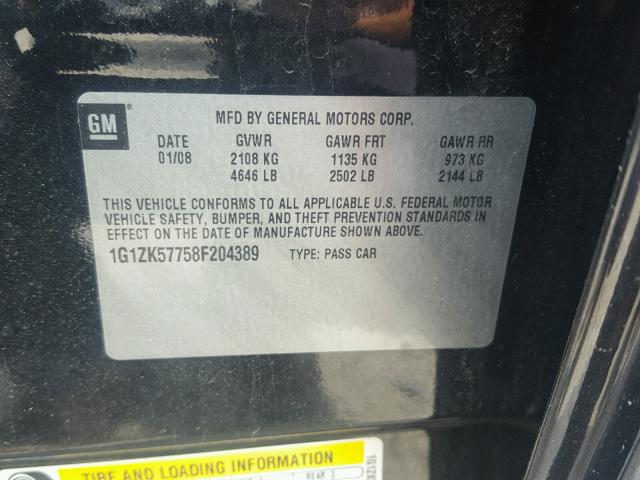 GM
MFD BY GENERAL MOTORS CORP.
DATE GVWR GAWR FRT GAWR RR
01/08 2108 KG 1135 KG 973 KG
4646 LB 2502 LB 2144 LB
THIS VEHICLE CONFORMS TO ALL APPLICABLE U.S. FEDERAL MOTOR
VEHICLE SAFETY, BUMPER, AND THEFT PREVENTION STANDARDS IN
EFFECT ON THE DATE OF MANUFACTURE SHOWN ABOVE.
1G1ZK57758F204389 TYPE: PASS CAR
TIRE AND LOADING INFORMATION
REAR 3
1G1ZK